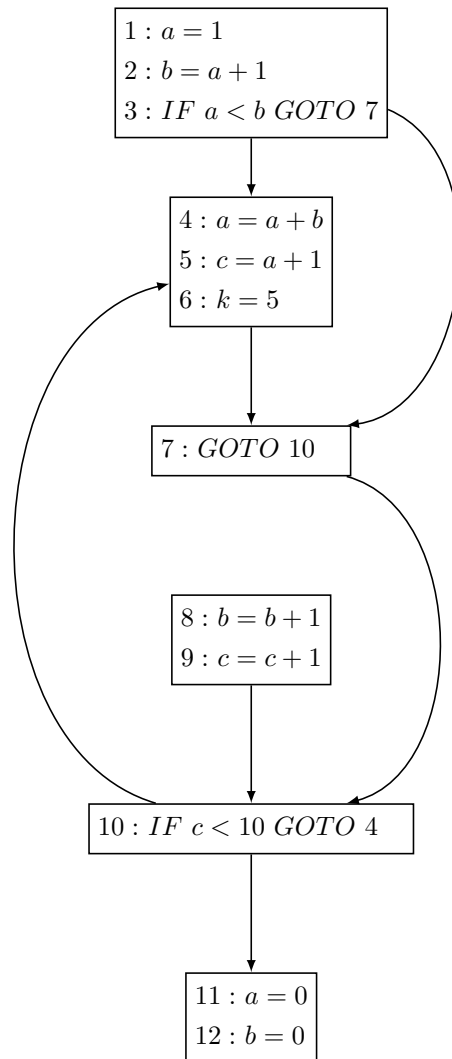 1 : a = 1
2 : b = a + 1
3 : IF a < b GOTO 7
4 : a = a + b
5 : c = a + 1
6 : k = 5
7 : GOTO 10
8 : b = b + 1
9 : c = c + 1
10 : IF c < 10 GOTO 4
11 : a = 0
12 : b = 0